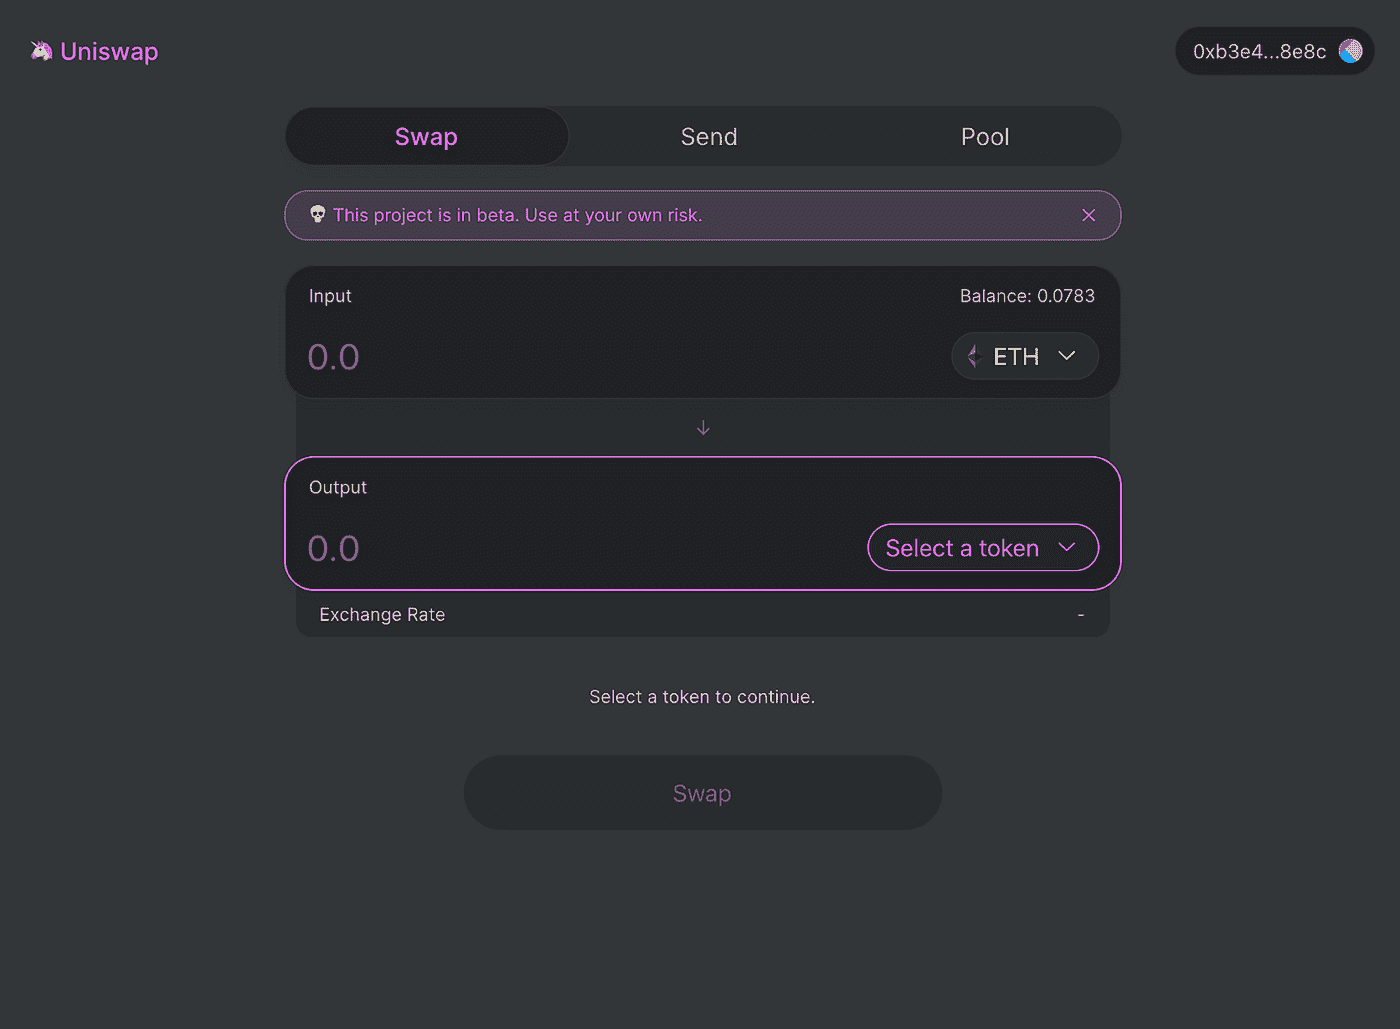 Uniswap
0xb3e4...8e8c
Swap
Send
Pool
This project is in beta. Use at your own risk.
Input
Balance: 0.0783
0.0
ETH
Output
0.0
Select a token
Exchange Rate
-
Select a token to continue.
Swap